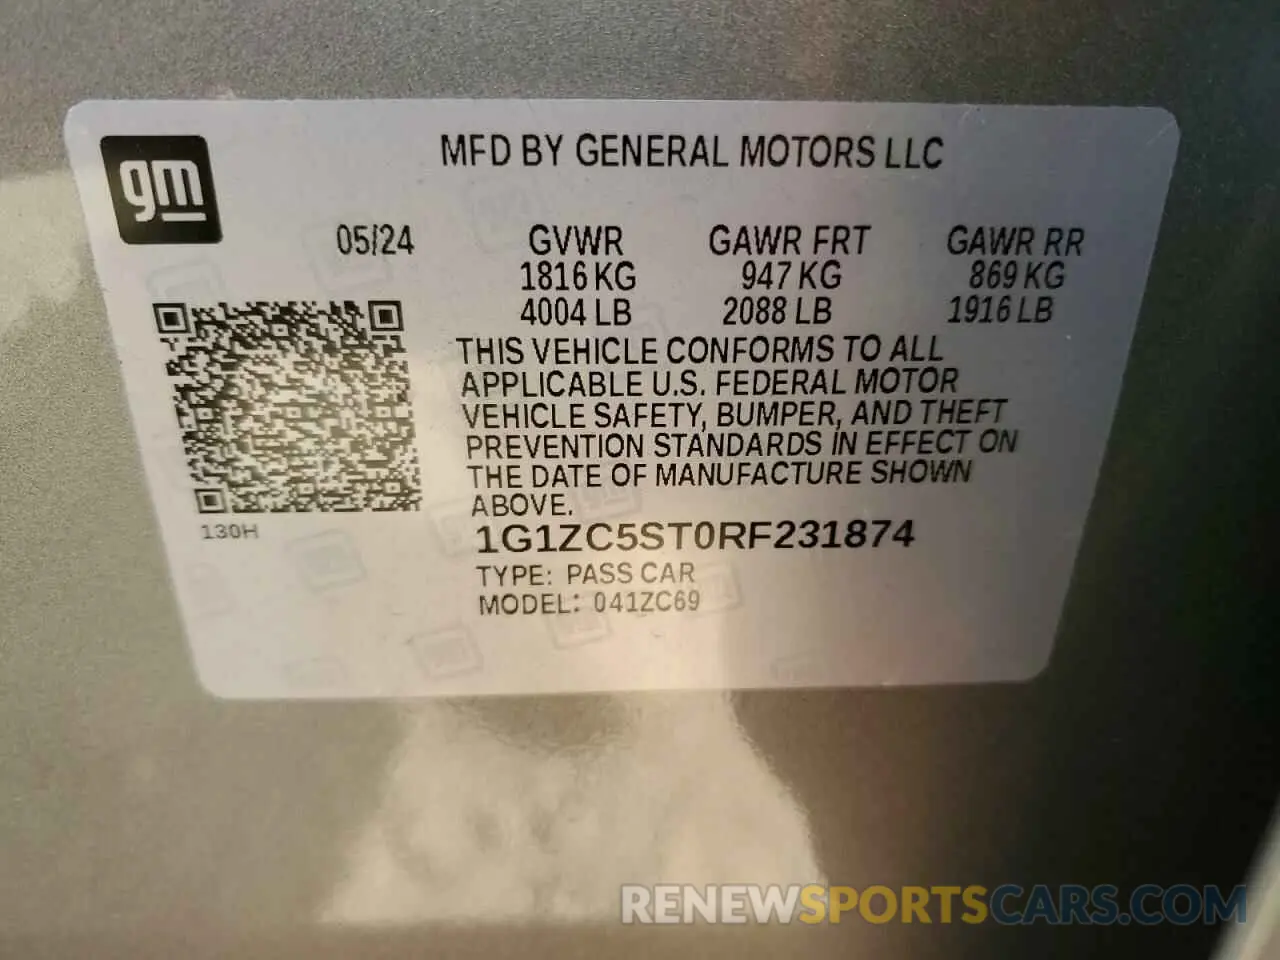 MFD BY GENERAL MOTORS LLC
gm
05/24 GVWR GAWR FRT GAWR RR
1816 KG 947 KG 869 KG
4004 LB 2088 LB 1916 LB
THIS VEHICLE CONFORMS TO ALL
APPLICABLE U.S. FEDERAL MOTOR
VEHICLE SAFETY, BUMPER, AND THEFT
PREVENTION STANDARDS IN EFFECT ON
THE DATE OF MANUFACTURE SHOWN
ABOVE.
130H
1G1ZC5ST0RF231874
TYPE: PASS CAR
MODEL: 041ZC69
RENEWSPORTSCARS.COM